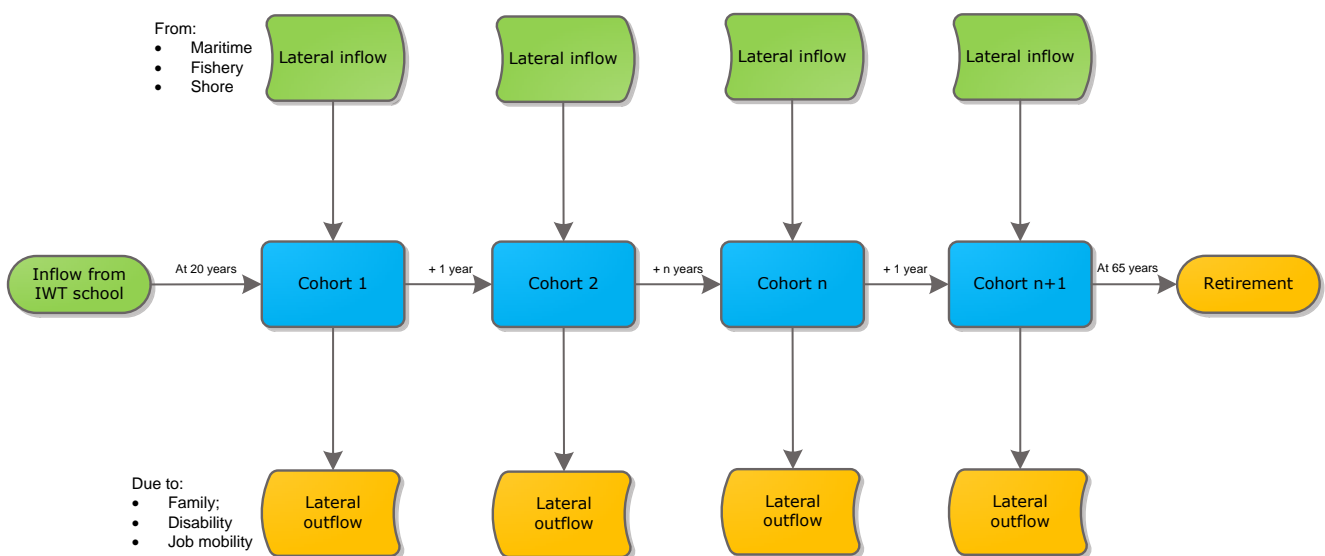 From:
• Maritime
• Fishery
• Shore
Lateral inflow
Lateral inflow
Lateral inflow
Lateral inflow
Inflow from
IWT school
At 20 years
Cohort 1
+ 1 year
Cohort 2
+ n years
Cohort n
+ 1 year
Cohort n+1
At 65 years
Retirement
Due to:
• Family;
• Disability
• Job mobility
Lateral
outflow
Lateral
outflow
Lateral
outflow
Lateral
outflow